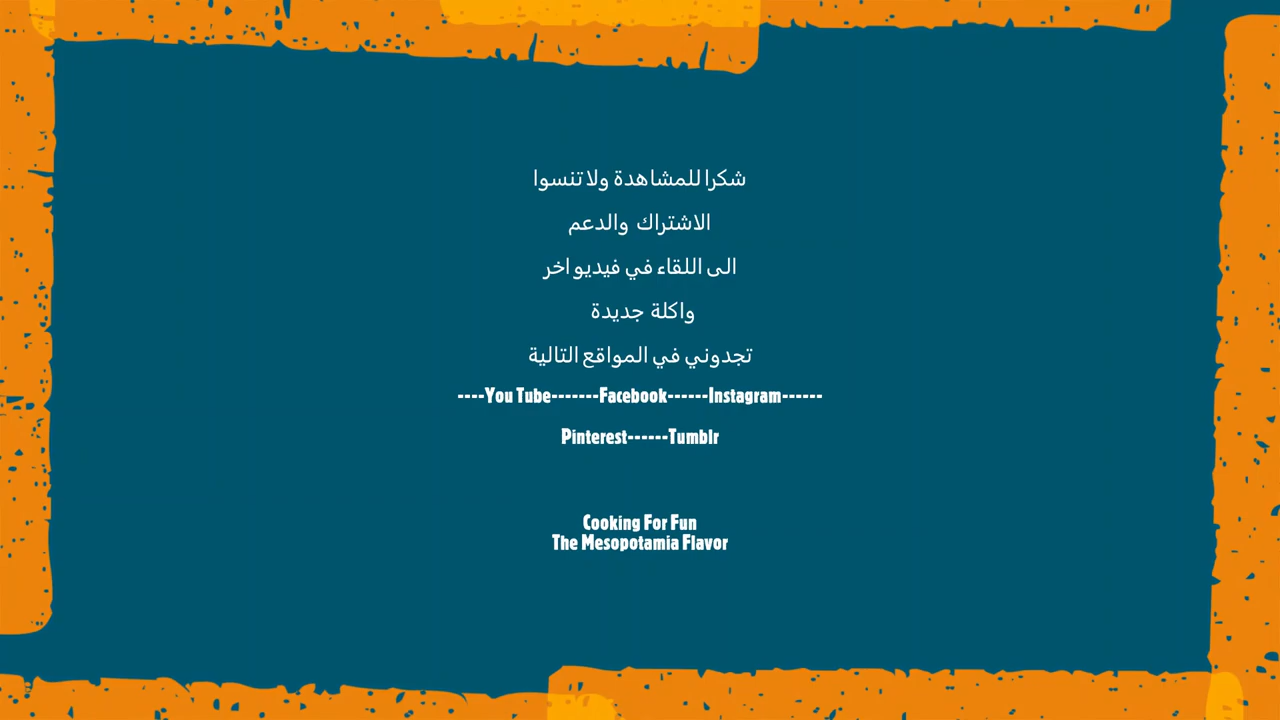 شكرا للمشاهدة ولا تنسوا
الاشتراك والدعم
الى اللقاء في فيديو اخر
واكلة جديدة
تجدوني في المواقع التالية
----You Tube-------Facebook------Instagram------
Pinterest------Tumblr
Cooking For Fun
The Mesopotamia Flavor